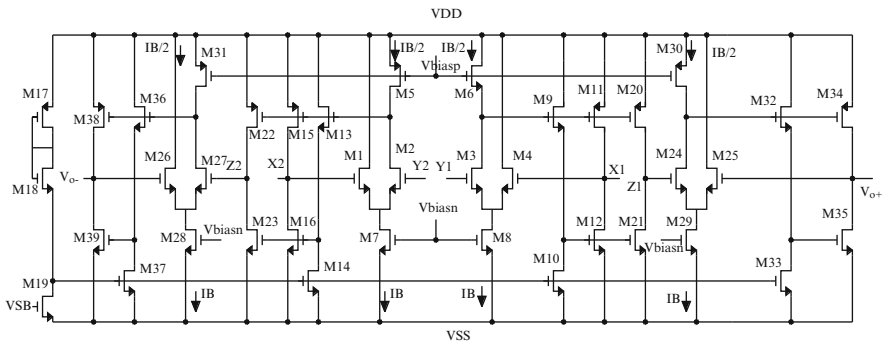 VDD
IB/2 M31 IB/2 IB/2 M30 IB/2
Vbiasp
M17 M36 M5 M6 M9 M11 M20 M32 M34
M38 M22 M15 M13
M26 M27 Z2 X2 M1 M2 Y2 Y1 M3 M4 X1 Z1 M24 M25
M18 Vo- Vo+
M39 M28 Vbiasn M23 M16 M7 Vbiasn M8 M12 M21 M29 Vbiasn M35
M19 M37 M14 M10 M33
VSB IB IB IB IB
VSS